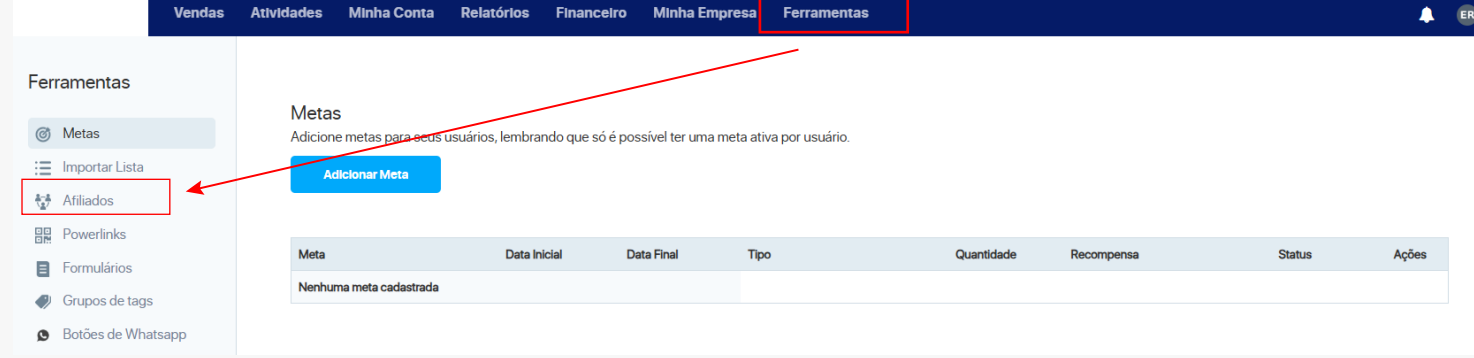 Vendas Atividades Minha Conta Relatórios Financeiro Minha Empresa Ferramentas ER
Ferramentas
Metas
Importar Lista
Afiliados
Powerlinks
Formulários
Grupos de tags
Botões de Whatsapp
Metas
Adicione metas para seus usuários, lembrando que só é possível ter uma meta ativa por usuário.
Adicionar Meta
Meta Data Inicial Data Final Tipo Quantidade Recompensa Status Ações
Nenhuma meta cadastrada